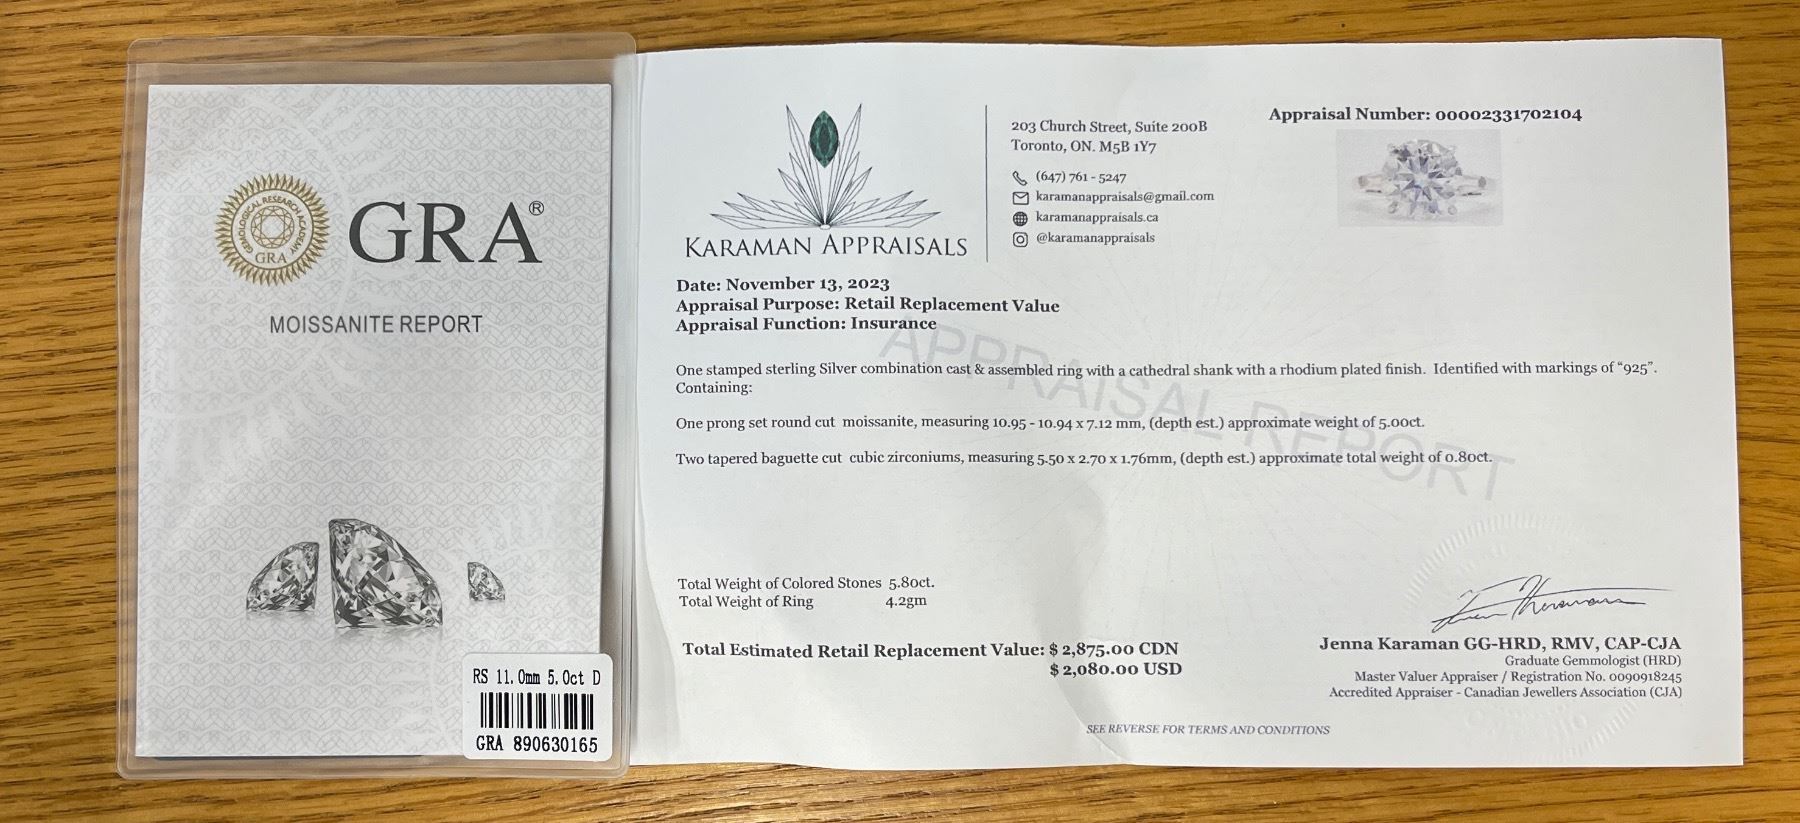 GEMOLOGICAL RESEARCH ACADEMY
GRA
GRA®
MOISSANITE REPORT
RS 11.0mm 5.0ct D
GRA 890630165
KARAMAN APPRAISALS
203 Church Street, Suite 200B
Toronto, ON. M5B 1Y7
(647) 761 - 5247
karamanappraisals@gmail.com
karamanappraisals.ca
@karamanappraisals
Appraisal Number: 00002331702104
Date: November 13, 2023
Appraisal Purpose: Retail Replacement Value
Appraisal Function: Insurance
APPRAISAL REPORT
One stamped sterling Silver combination cast & assembled ring with a cathedral shank with a rhodium plated finish. Identified with markings of “925”.
Containing:
One prong set round cut moissanite, measuring 10.95 - 10.94 x 7.12 mm, (depth est.) approximate weight of 5.00ct.
Two tapered baguette cut cubic zirconiums, measuring 5.50 x 2.70 x 1.76mm, (depth est.) approximate total weight of 0.80ct.
Total Weight of Colored Stones 5.80ct.
Total Weight of Ring 4.2gm
Total Estimated Retail Replacement Value: $ 2,875.00 CDN
$ 2,080.00 USD
Jenna Karaman GG-HRD, RMV, CAP-CJA
Graduate Gemmologist (HRD)
Master Valuer Appraiser / Registration No. 0090918245
Accredited Appraiser - Canadian Jewellers Association (CJA)
SEE REVERSE FOR TERMS AND CONDITIONS